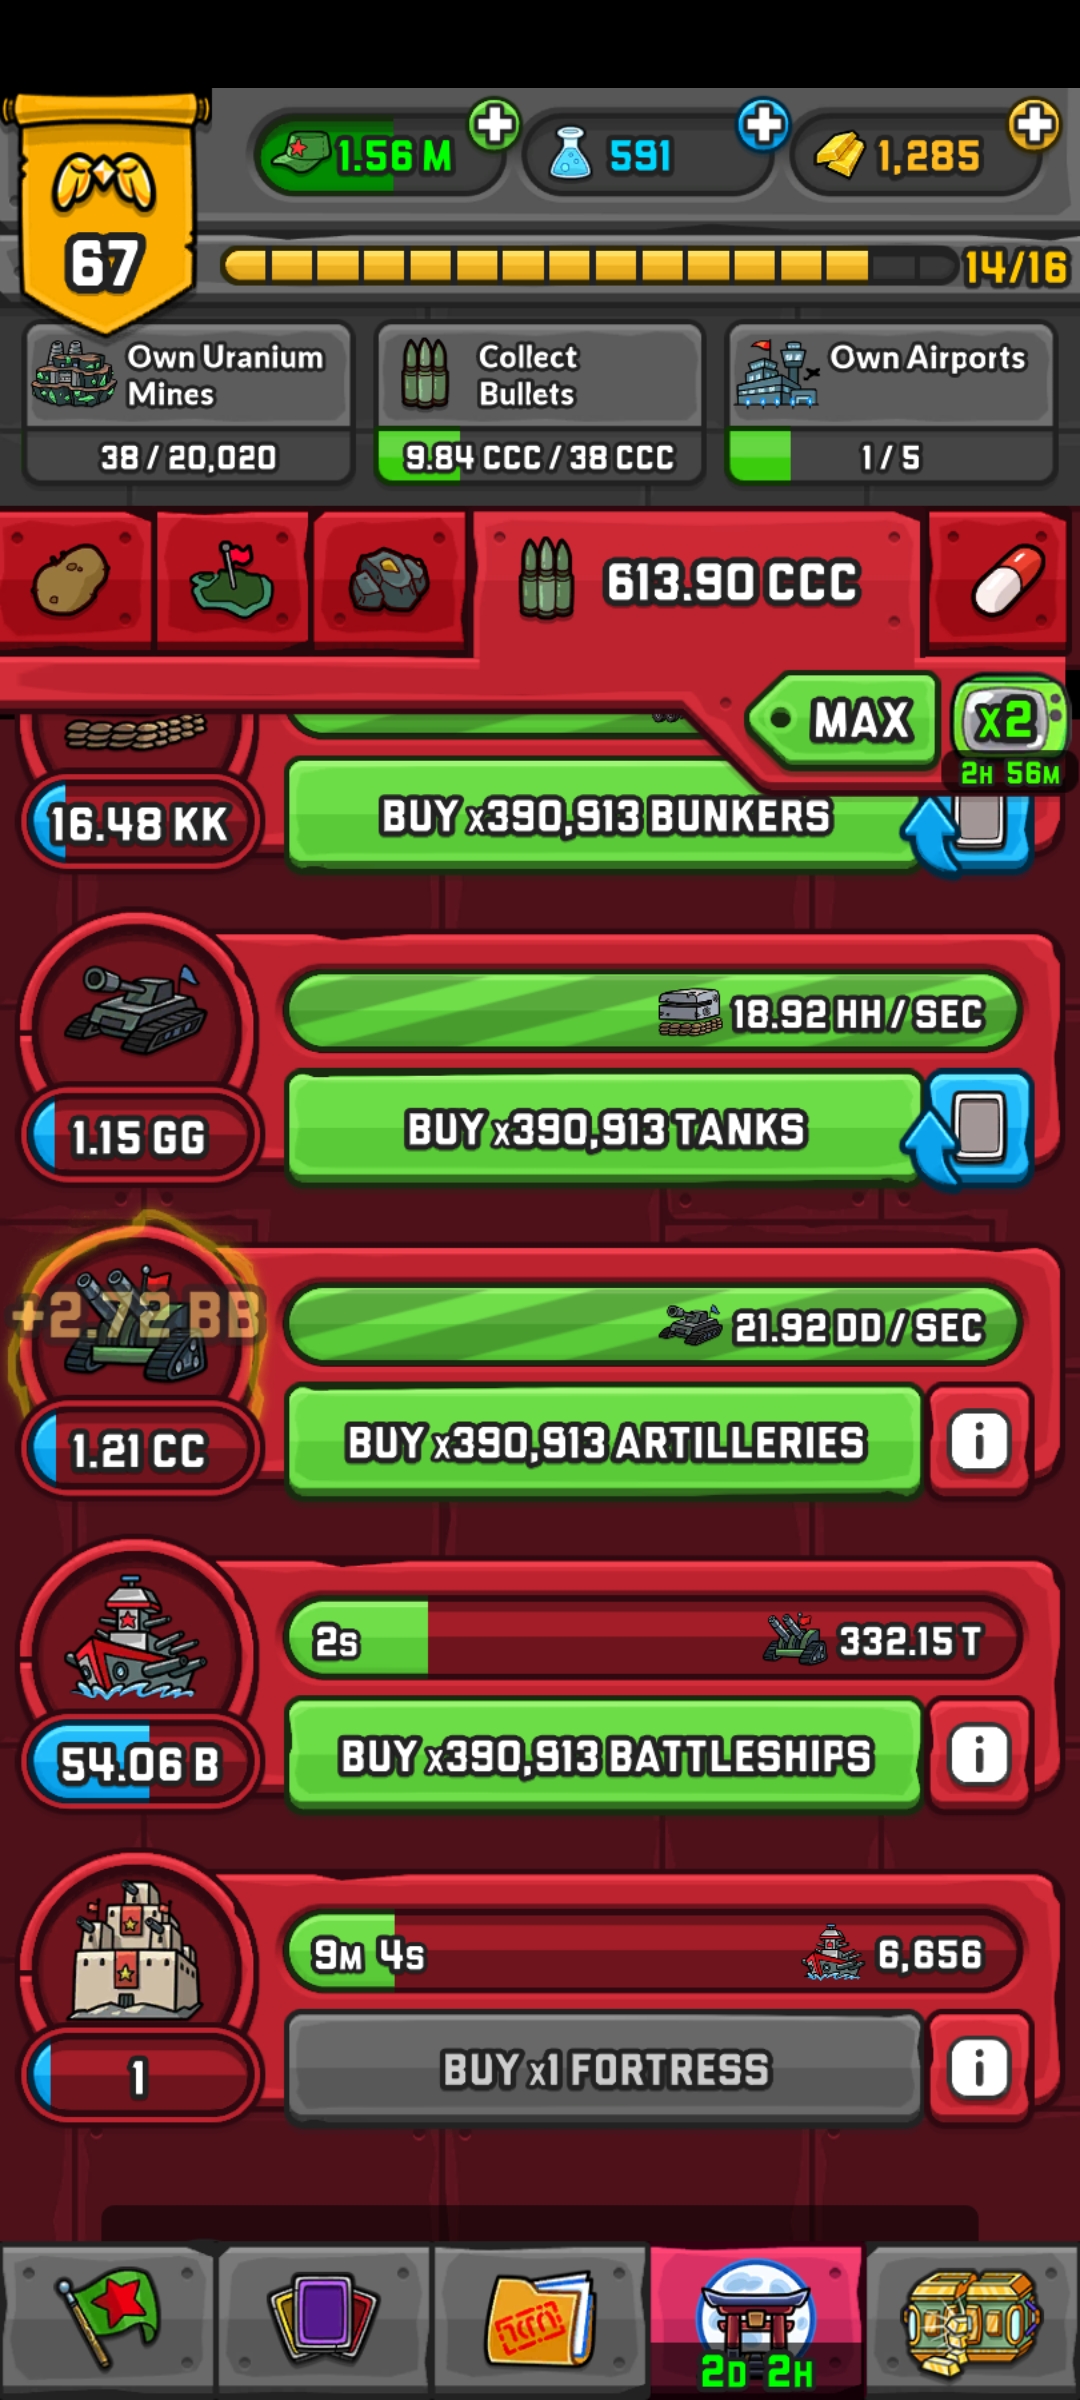 1.56 M
591
1,285
67
14/16
Own Uranium
Mines
38 / 20,020
Collect
Bullets
9.84 CCC / 38 CCC
Own Airports
1 / 5
613.90 CCC
MAX
x2
2H 56M
16.48 KK
BUY x390,913 BUNKERS
18.92 HH / SEC
1.15 GG
BUY x390,913 TANKS
+2.72 BB
21.92 DD / SEC
1.21 CC
BUY x390,913 ARTILLERIES
i
2S
332.15 T
54.06 B
BUY x390,913 BATTLESHIPS
i
9M 4S
6,656
1
BUY x1 FORTRESS
i
2D 2H